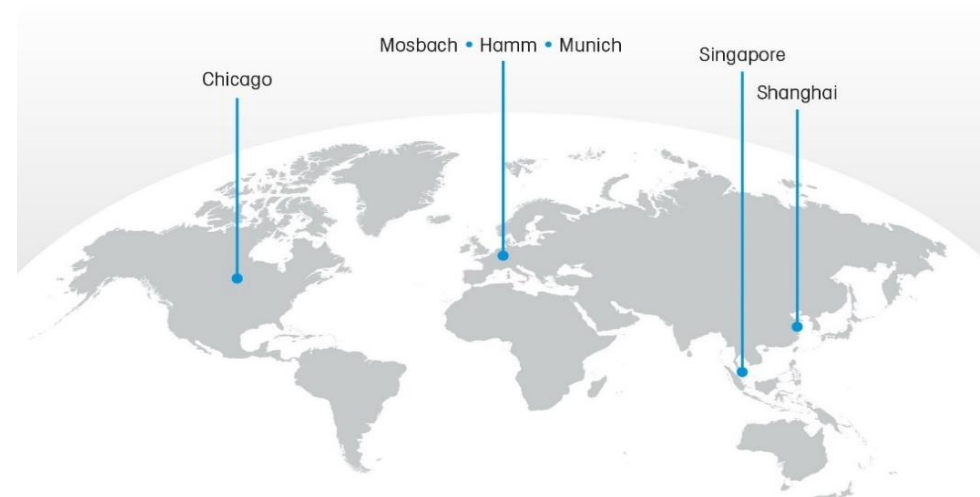 Mosbach • Hamm • Munich
Singapore
Chicago
Shanghai